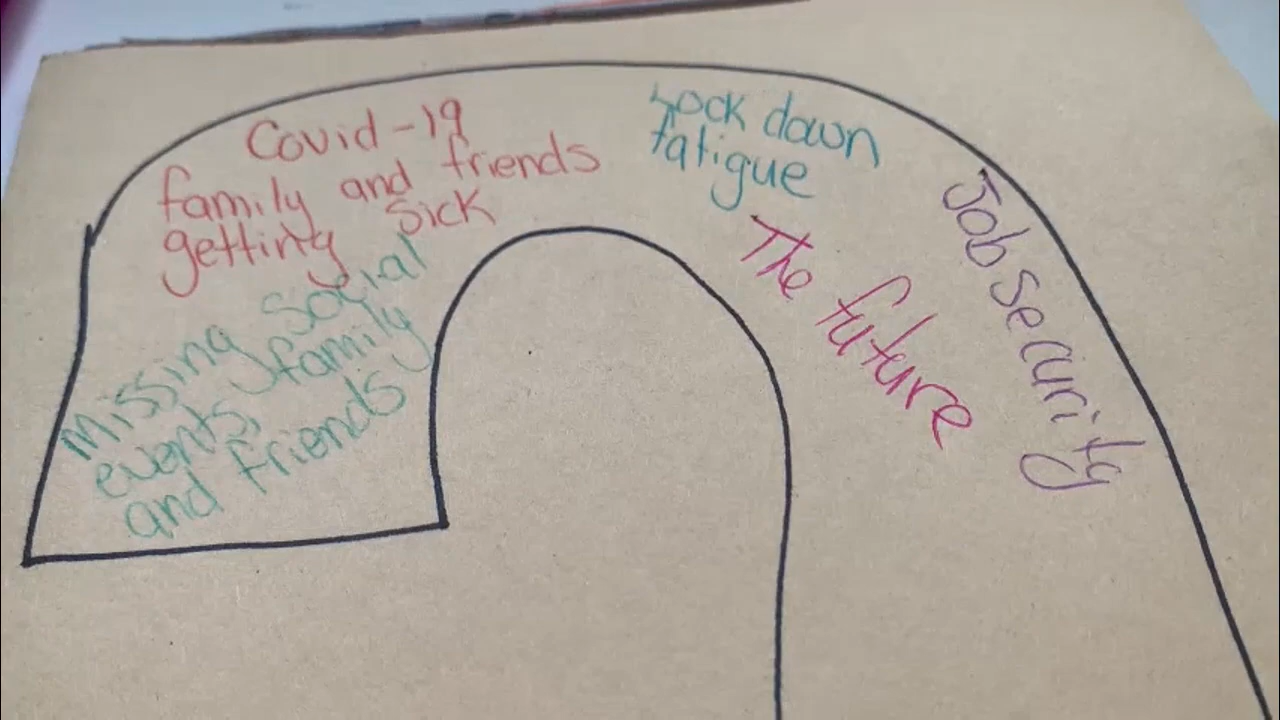 Covid-19
family and friends
getting sick
Missing social
events, family
and friends
Lock down
fatigue
The future
Job security